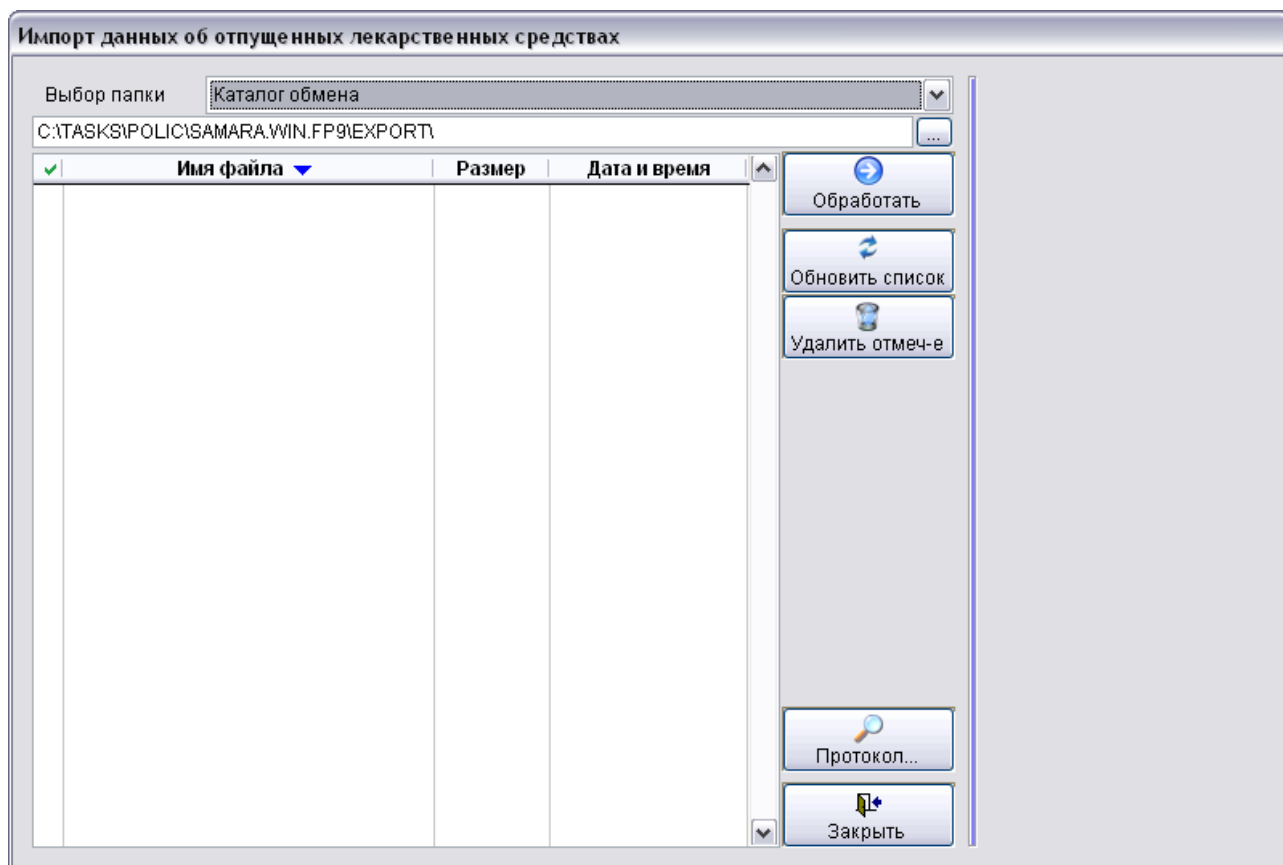 Импорт данных об отпущенных лекарственных средствах
Выбор папки Каталог обмена
C:\TASKS\POLIC\SAMARA.WIN.FP9\EXPORT\ ...
Имя файла Размер Дата и время
Обработать
Обновить список
Удалить отмеч-е
Протокол...
Закрыть